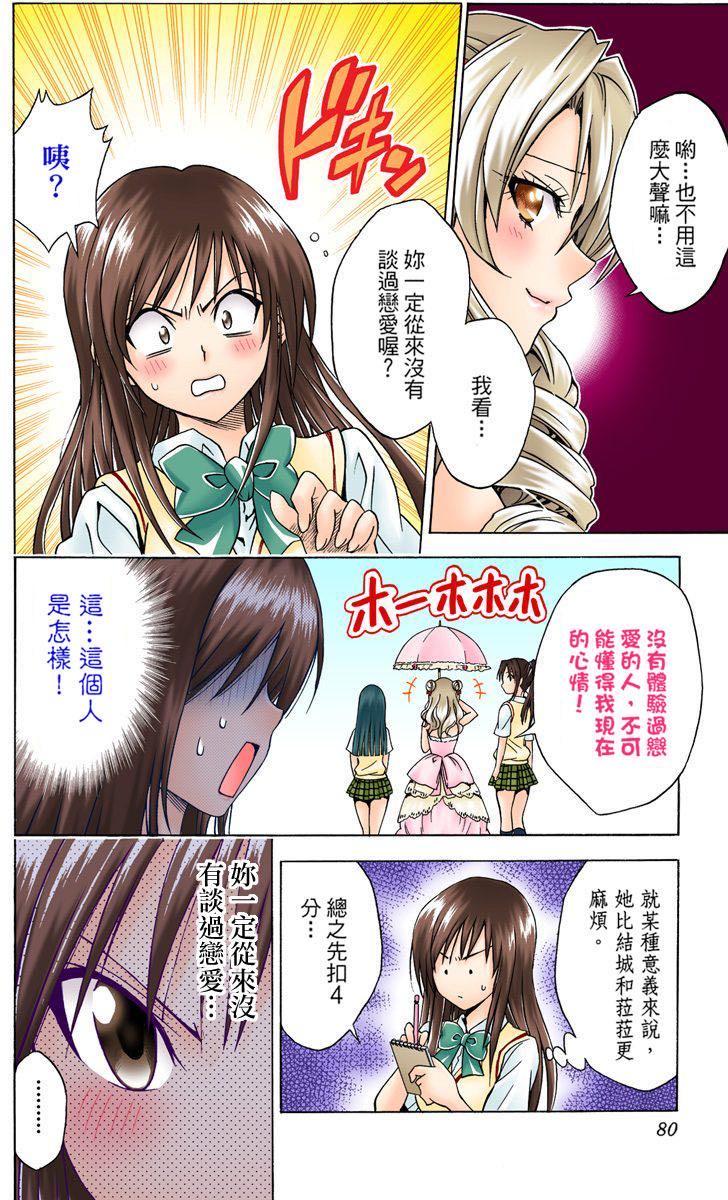 喲…也不用這
麼大聲嘛…
我看…
妳一定從來沒有
談過戀愛喔？
ドキン
咦？
沒有體驗過戀
愛的人，不可
能懂得我現在
的心情！
ホーホホホ
這…這個人
是怎樣！
就某種意義來說，
她比結城和菈菈更
麻煩。
總之先扣4
分…
妳一定從來沒
有談過戀愛…
………
80